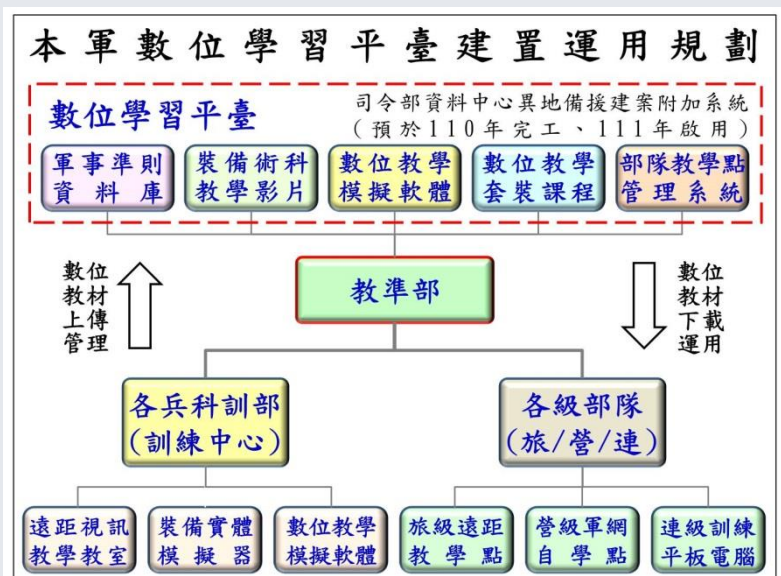 本軍數位學習平臺建置運用規劃
數位學習平臺
司令部資料中心異地備援建案附加系統
（預於110年完工、111年啟用）
軍事準則
資料庫
裝備術科
教學影片
數位教學
模擬軟體
數位教學
套裝課程
部隊教學點
管理系統
數位
教材
上傳
管理
教準部
數位
教材
下載
運用
各兵科訓部
(訓練中心)
各級部隊
(旅/營/連)
遠距視訊
教學教室
裝備實體
模擬器
數位教學
模擬軟體
旅級遠距
教學點
營級軍網
自學點
連級訓練
平板電腦